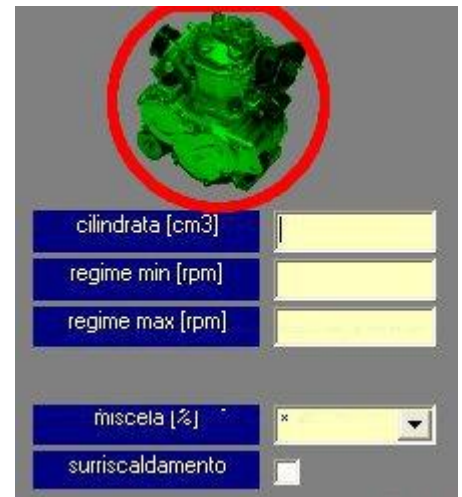 cilindrata [cm3]
regime min [rpm]
regime max [rpm]
miscela [%]
surriscaldamento